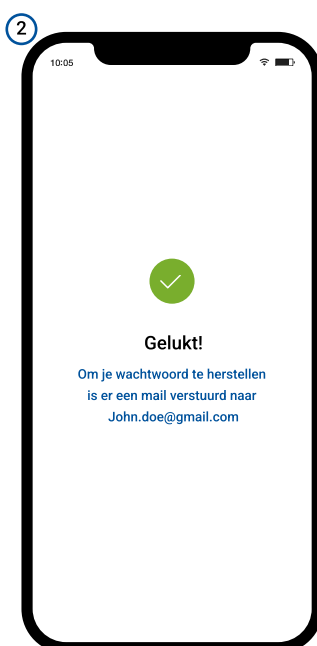 2
10:05
Gelukt!
Om je wachtwoord te herstellen
is er een mail verstuurd naar
John.doe@gmail.com